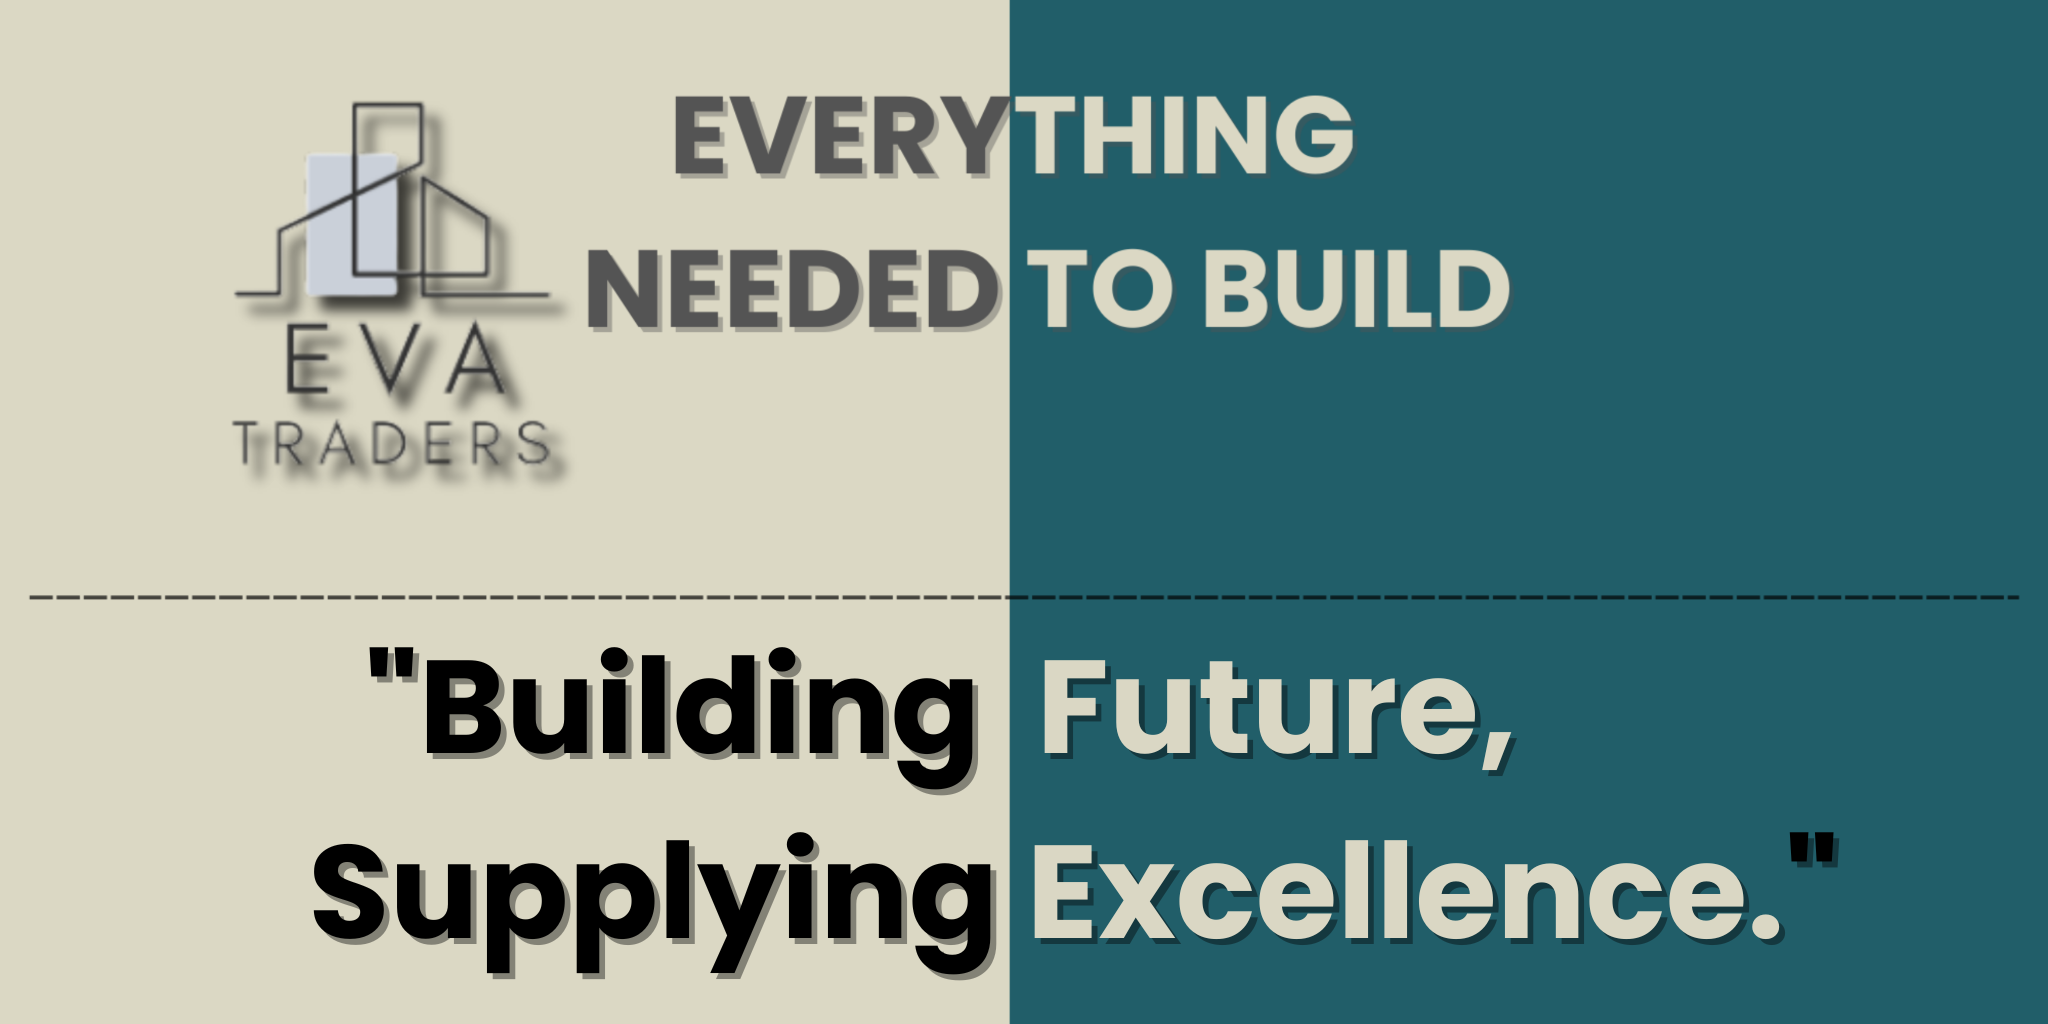 EVERYTHING
NEEDED TO BUILD
EVA
TRADERS
"Building Future,
Supplying Excellence."